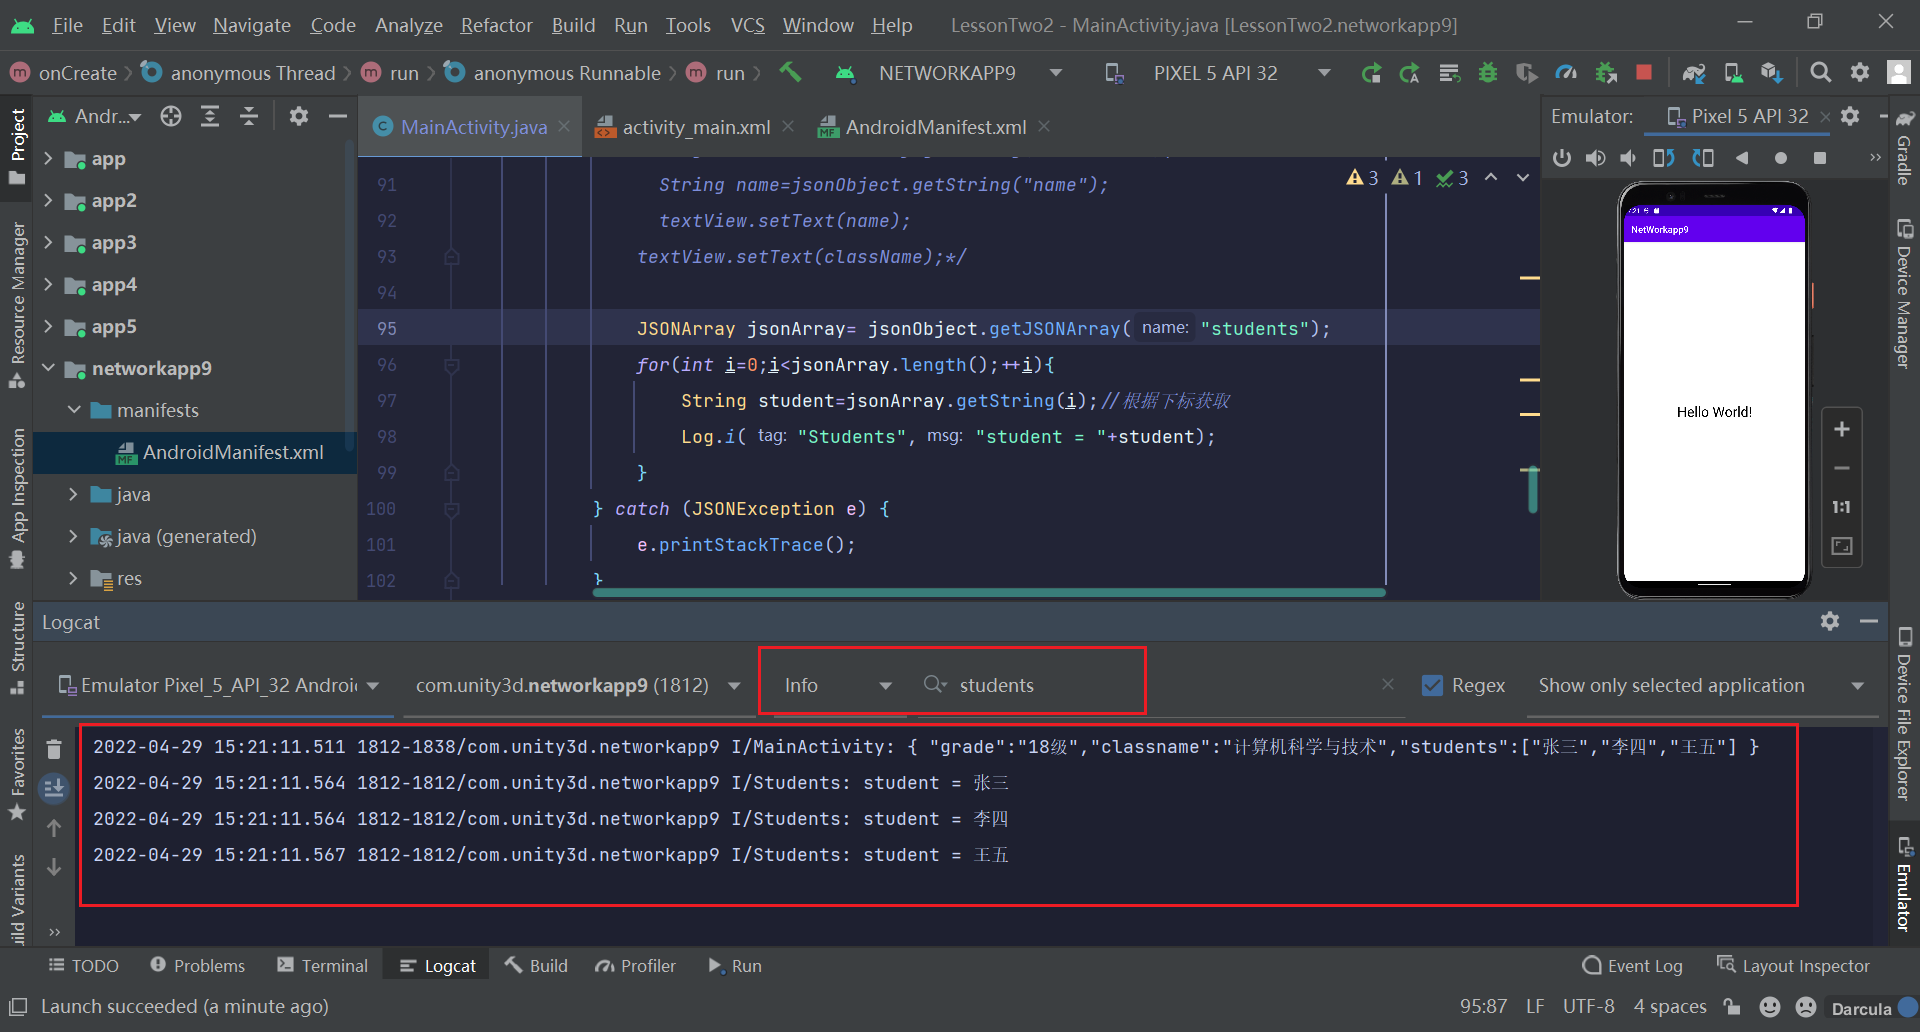 File Edit View Navigate Code Analyze Refactor Build Run Tools VCS Window Help LessonTwo2 - MainActivity.java [LessonTwo2.networkapp9]
onCreate anonymous Thread run anonymous Runnable run NETWORKAPP9 PIXEL 5 API 32
Andr...
MainActivity.java activity_main.xml AndroidManifest.xml
Emulator: Pixel 5 API 32
Project
Resource Manager
App Inspection
Structure
Favorites
Build Variants
app
app2
app3
app4
app5
networkapp9
manifests
AndroidManifest.xml
java
java (generated)
res
3 1 3
91 String name=jsonObject.getString("name");
92 textView.setText(name);
93 textView.setText(className);*/
94
95 JSONArray jsonArray= jsonObject.getJSONArray( name: "students");
96 for(int i=0;i<jsonArray.length();++i){
97 String student=jsonArray.getString(i);//根据下标获取
98 Log.i( tag: "Students", msg: "student = "+student);
99 }
100 } catch (JSONException e) {
101 e.printStackTrace();
102 }
NetWorkapp9
Hello World!
1:1
Gradle
Device Manager
Device File Explorer
Emulator
Logcat
Emulator Pixel_5_API_32 Androi com.unity3d.networkapp9 (1812) Info students Regex Show only selected application
2022-04-29 15:21:11.511 1812-1838/com.unity3d.networkapp9 I/MainActivity: { "grade":"18级","classname":"计算机科学与技术","students":["张三","李四","王五"] }
2022-04-29 15:21:11.564 1812-1812/com.unity3d.networkapp9 I/Students: student = 张三
2022-04-29 15:21:11.564 1812-1812/com.unity3d.networkapp9 I/Students: student = 李四
2022-04-29 15:21:11.567 1812-1812/com.unity3d.networkapp9 I/Students: student = 王五
TODO Problems Terminal Logcat Build Profiler Run Event Log Layout Inspector
Launch succeeded (a minute ago) 95:87 LF UTF-8 4 spaces Darcula